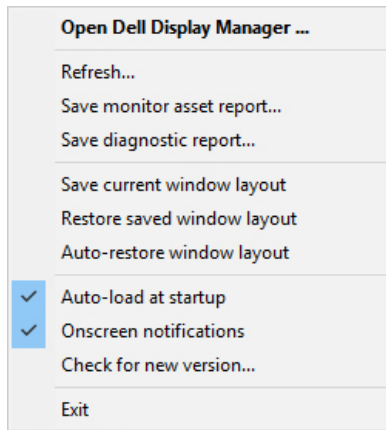 Open Dell Display Manager ...
Refresh...
Save monitor asset report...
Save diagnostic report...
Save current window layout
Restore saved window layout
Auto-restore window layout
Auto-load at startup
Onscreen notifications
Check for new version...
Exit